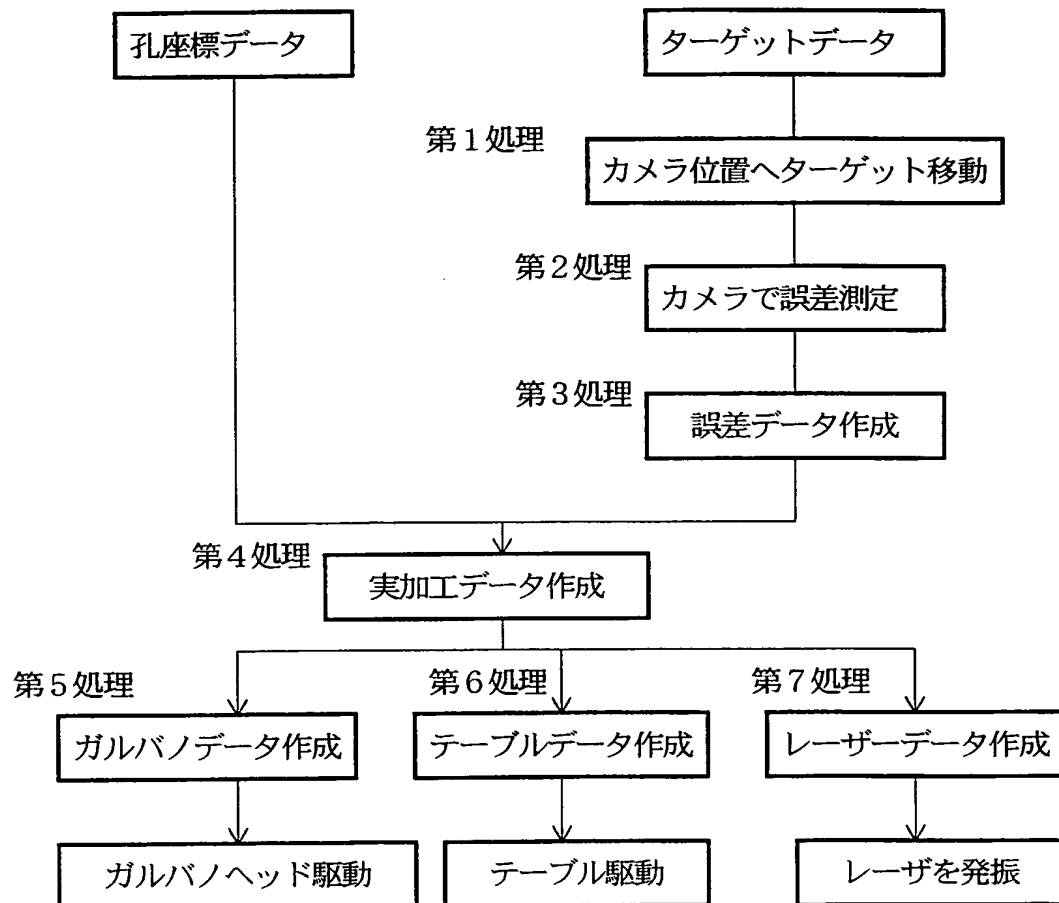 孔座標データ
ターゲットデータ
第1処理
カメラ位置へターゲット移動
第2処理
カメラで誤差測定
第3処理
誤差データ作成
第4処理
実加工データ作成
第5処理
第6処理
第7処理
ガルバノデータ作成
テーブルデータ作成
レーザーデータ作成
ガルバノヘッド駆動
テーブル駆動
レーザを発振